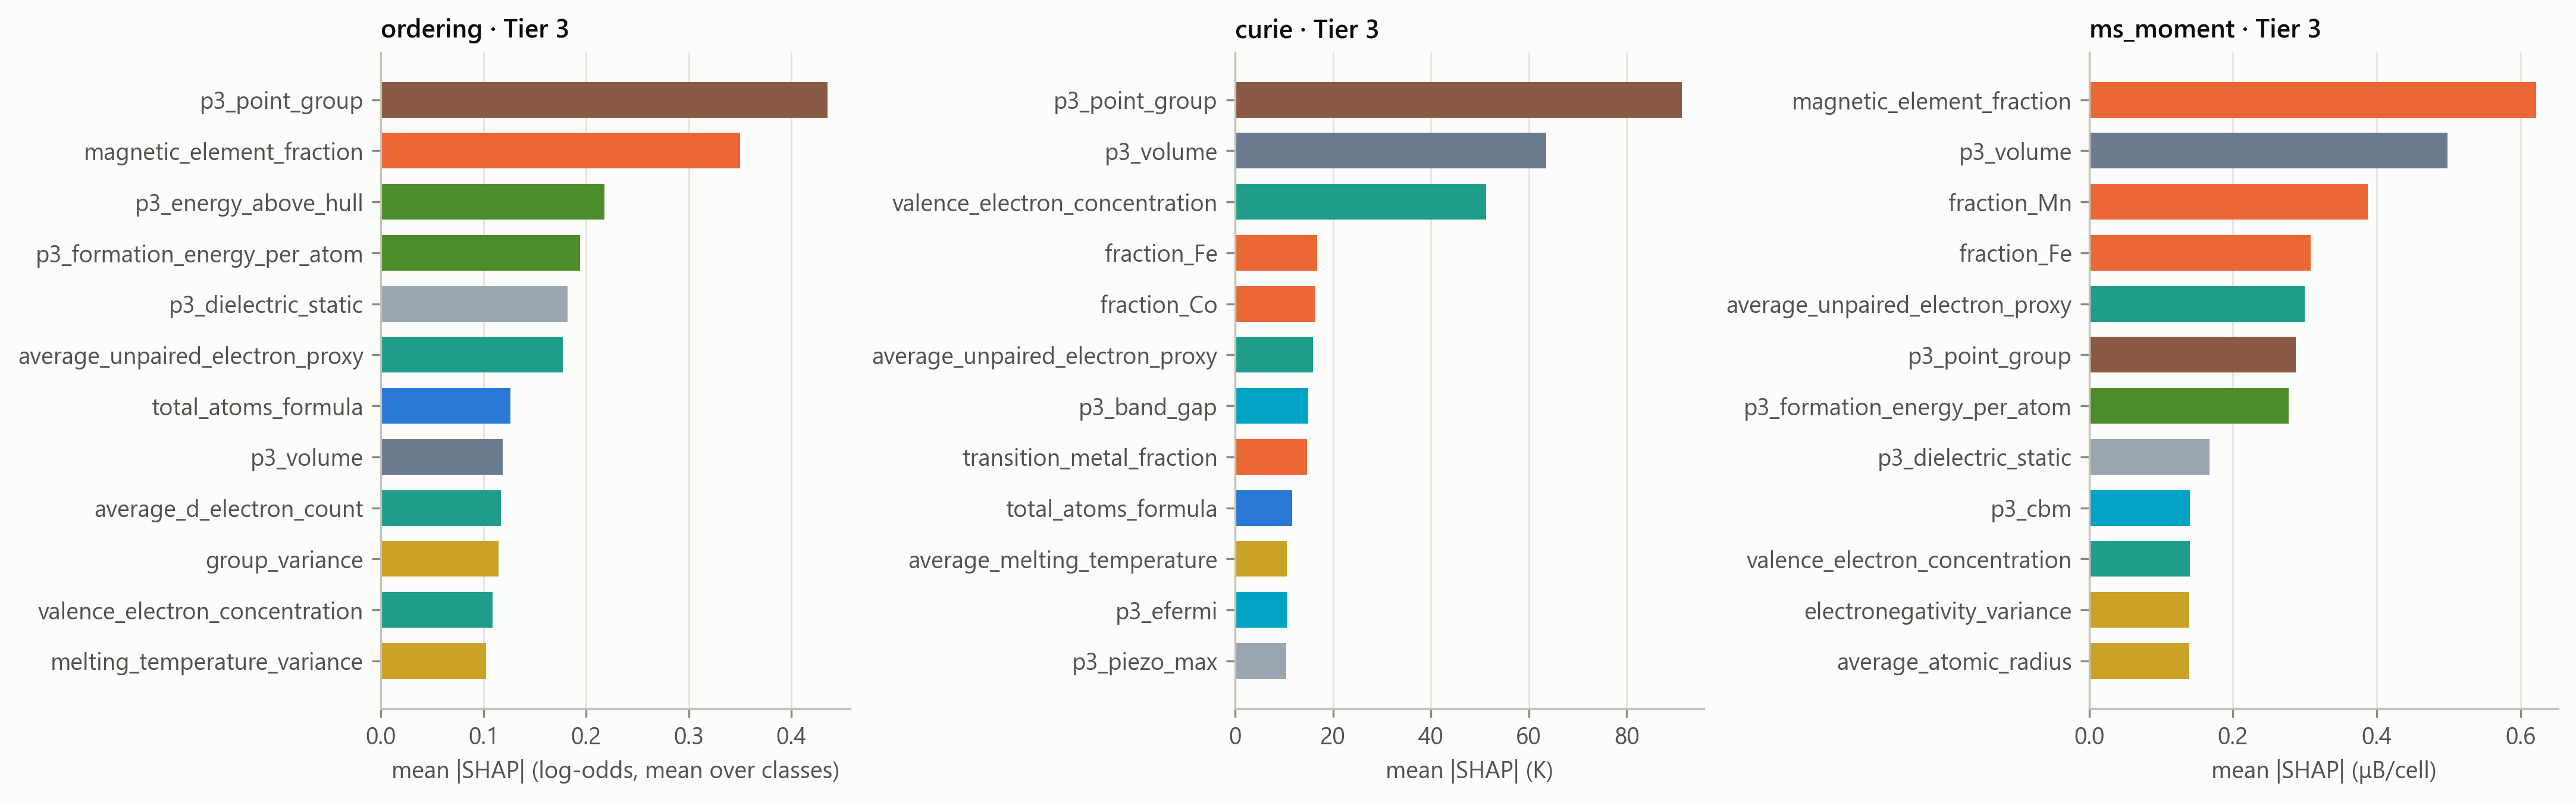 ordering · Tier 3
p3_point_group
magnetic_element_fraction
p3_energy_above_hull
p3_formation_energy_per_atom
p3_dielectric_static
average_unpaired_electron_proxy
total_atoms_formula
p3_volume
average_d_electron_count
group_variance
valence_electron_concentration
melting_temperature_variance
0.0 0.1 0.2 0.3 0.4
mean |SHAP| (log-odds, mean over classes)
curie · Tier 3
p3_point_group
p3_volume
valence_electron_concentration
fraction_Fe
fraction_Co
average_unpaired_electron_proxy
p3_band_gap
transition_metal_fraction
total_atoms_formula
average_melting_temperature
p3_efermi
p3_piezo_max
0 20 40 60 80
mean |SHAP| (K)
ms_moment · Tier 3
magnetic_element_fraction
p3_volume
fraction_Mn
fraction_Fe
average_unpaired_electron_proxy
p3_point_group
p3_formation_energy_per_atom
p3_dielectric_static
p3_cbm
valence_electron_concentration
electronegativity_variance
average_atomic_radius
0.0 0.2 0.4 0.6
mean |SHAP| (μB/cell)